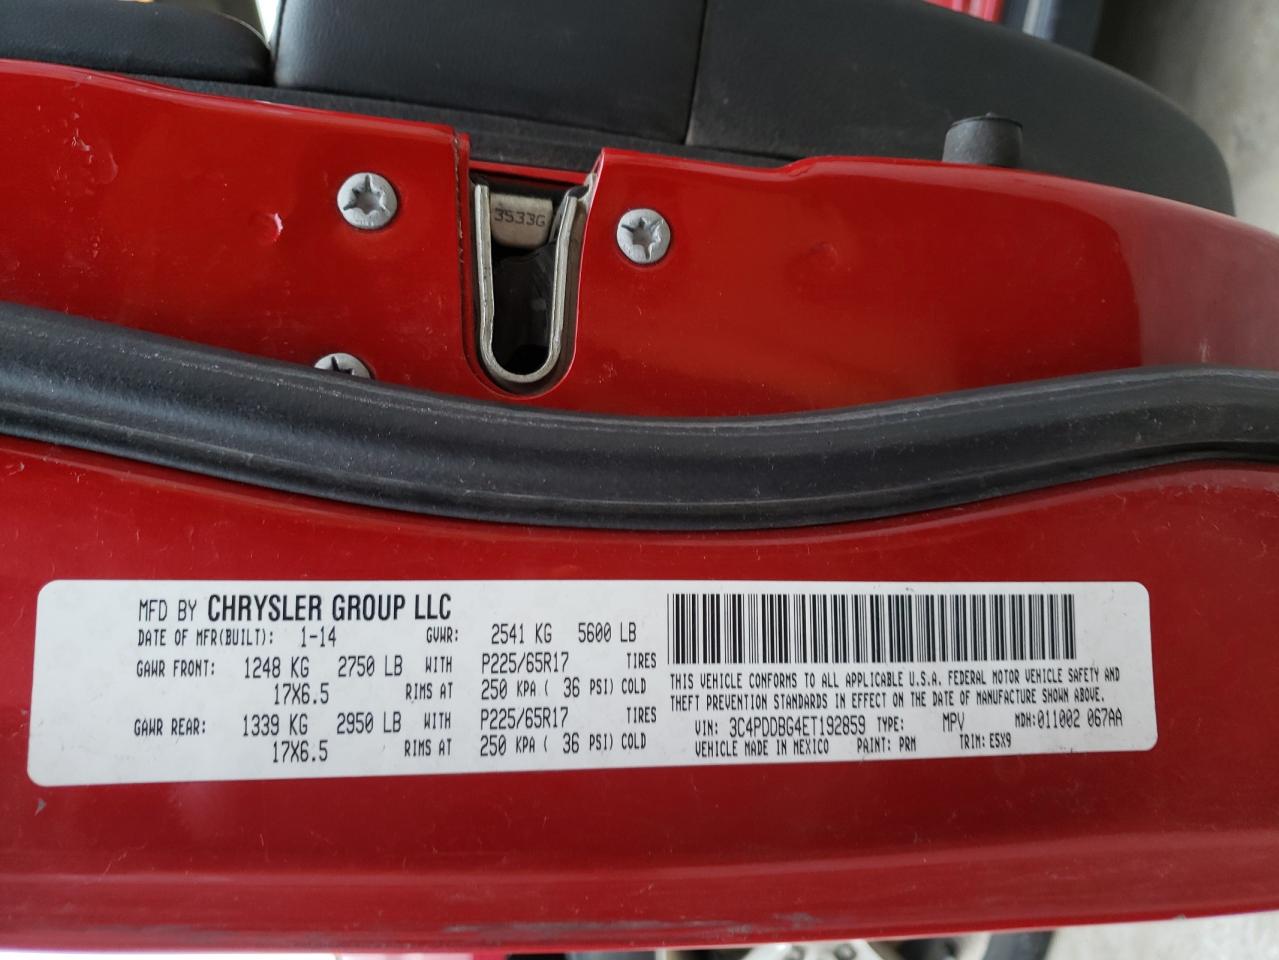 3533G
MFD BY CHRYSLER GROUP LLC
DATE OF MFR(BUILT): 1-14 GVWR: 2541 KG 5600 LB
GAWR FRONT: 1248 KG 2750 LB WITH P225/65R17 TIRES
17X6.5 RIMS AT 250 KPA ( 36 PSI) COLD
GAWR REAR: 1339 KG 2950 LB WITH P225/65R17 TIRES
17X6.5 RIMS AT 250 KPA ( 36 PSI) COLD
THIS VEHICLE CONFORMS TO ALL APPLICABLE U.S.A. FEDERAL MOTOR VEHICLE SAFETY AND
THEFT PREVENTION STANDARDS IN EFFECT ON THE DATE OF MANUFACTURE SHOWN ABOVE.
VIN: 3C4PDDBG4ET192859 TYPE: MPV MDH:011002 067AA
VEHICLE MADE IN MEXICO PAINT: PRM TRIM: E5X9